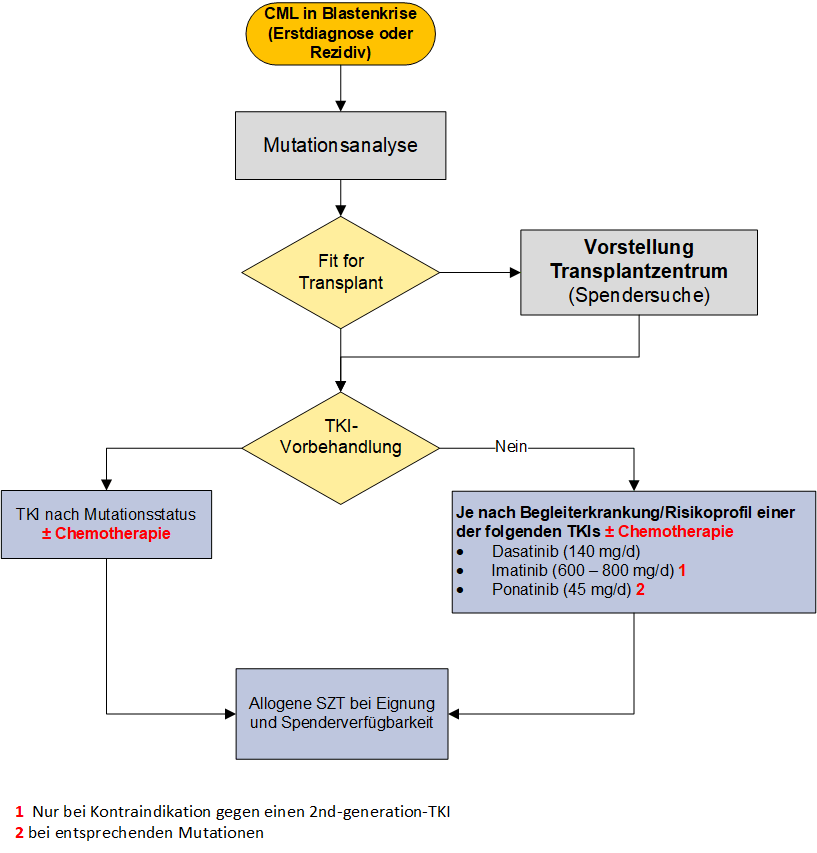 CML in Blastenkrise
(Erstdiagnose oder
Rezidiv)
Mutationsanalyse
Fit for
Transplant
Vorstellung
Transplantzentrum
(Spendersuche)
TKI-
Vorbehandlung
Nein
TKI nach Mutationsstatus
± Chemotherapie
Je nach Begleiterkrankung/Risikoprofil einer
der folgenden TKIs ± Chemotherapie
• Dasatinib (140 mg/d)
• Imatinib (600 – 800 mg/d) 1
• Ponatinib (45 mg/d) 2
Allogene SZT bei Eignung
und Spenderverfügbarkeit
1 Nur bei Kontraindikation gegen einen 2nd-generation-TKI
2 bei entsprechenden Mutationen